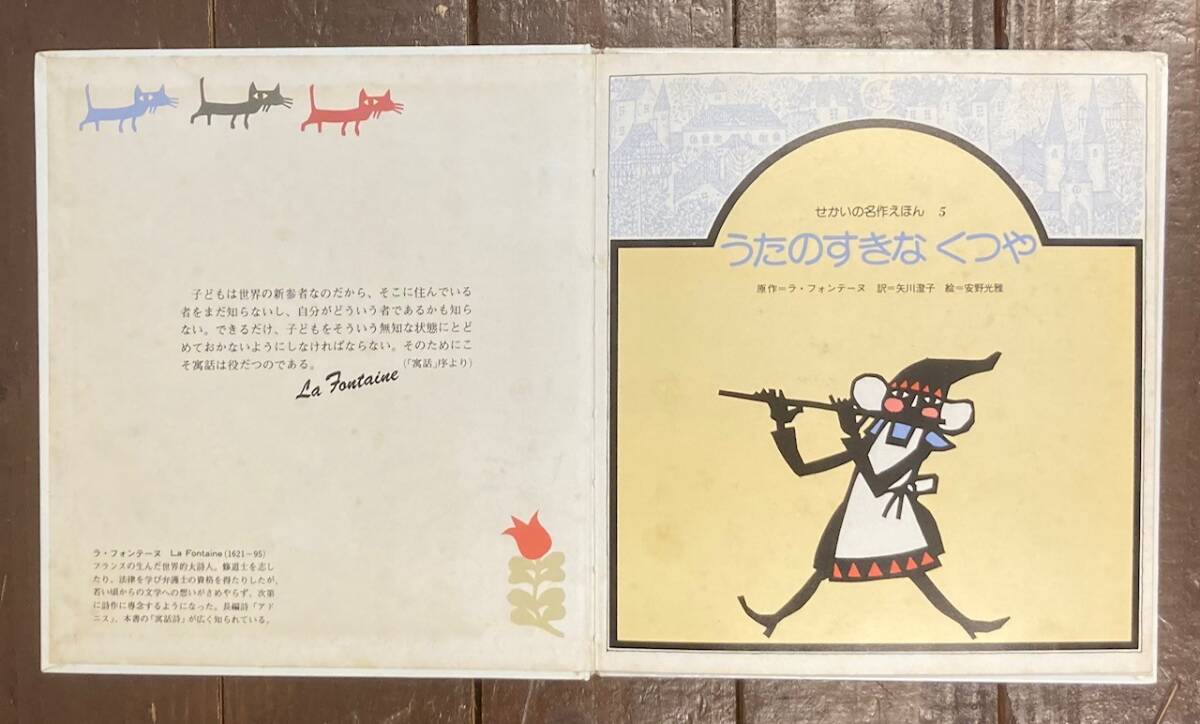 子どもは世界の新参者なのだから、そこに住んでいる
者をまだ知らないし、自分がどういう者であるかも知ら
ない。できるだけ、子どもをそういう無知な状態にとど
めておかないようにしなければならない。そのためにこ
そ寓話は役だつのである。 (「寓話」序より)
La Fontaine
ラ・フォンテーヌ La Fontaine (1621−95)
フランスの生んだ世界的大詩人。修道士を志し
たり、法律を学び弁護士の資格を得たりしたが、
若い頃からの文学への想いがさめやらず、次第
に詩作に専念するようになった。長編詩「アド
ニス」、本書の「寓話詩」が広く知られている。
せかいの名作えほん 5
うたのすきな くつや
原作=ラ・フォンテーヌ 訳=矢川澄子 絵=安野光雅